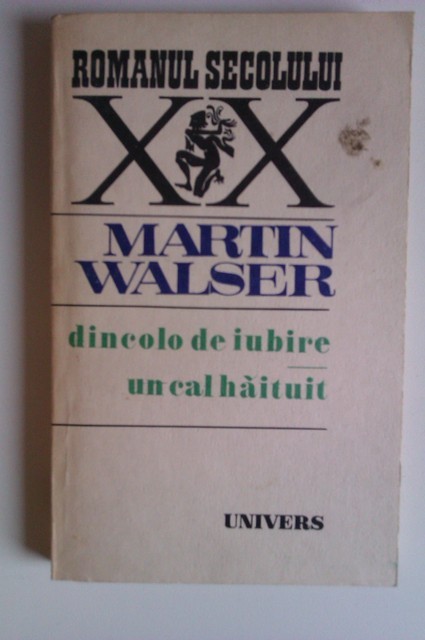 ROMANUL SECOLULUI
XX
MARTIN
WALSER
dincolo de iubire
un cal hăituit
UNIVERS